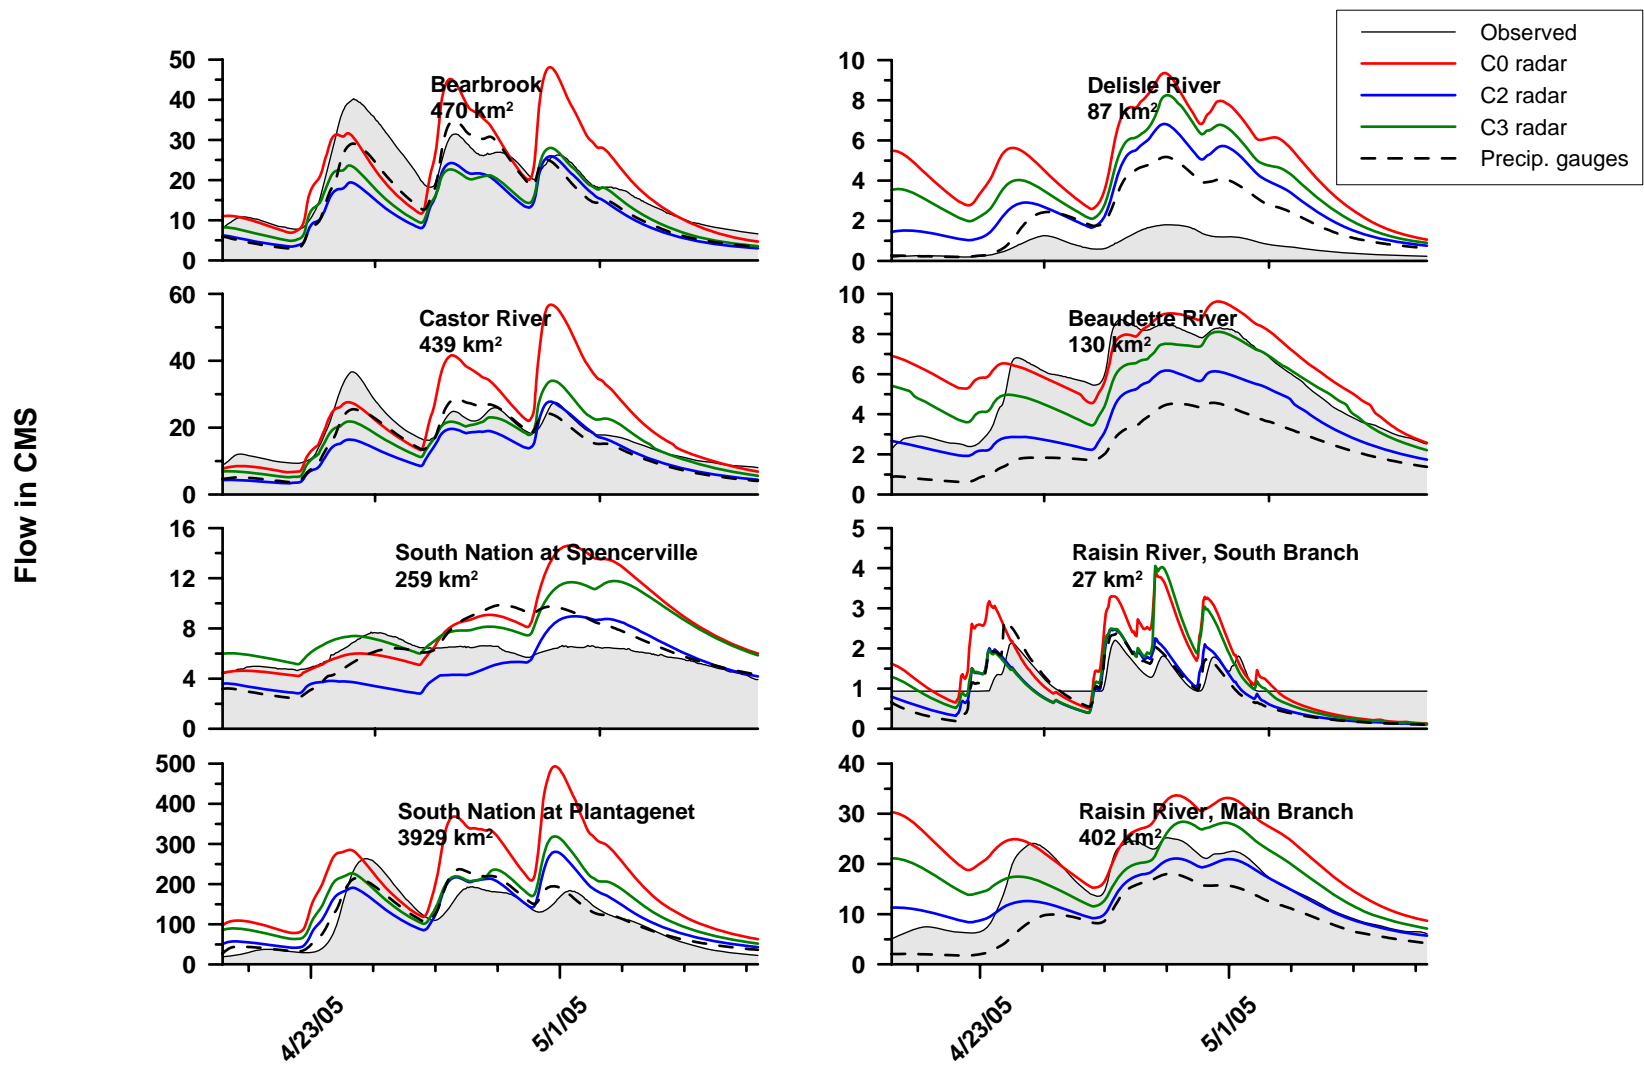 Observed
C0 radar
C2 radar
C3 radar
Precip. gauges
Flow in CMS
50
40
30
20
10
0
Bearbrook
470 km²
10
8
6
4
2
0
Delisle River
87 km²
60
40
20
0
Castor River
439 km²
10
8
6
4
2
0
Beaudette River
130 km²
16
12
8
4
0
South Nation at Spencerville
259 km²
5
4
3
2
1
0
Raisin River, South Branch
27 km²
500
400
300
200
100
0
South Nation at Plantagenet
3929 km²
40
30
20
10
0
Raisin River, Main Branch
402 km²
4/23/05
5/1/05
4/23/05
5/1/05